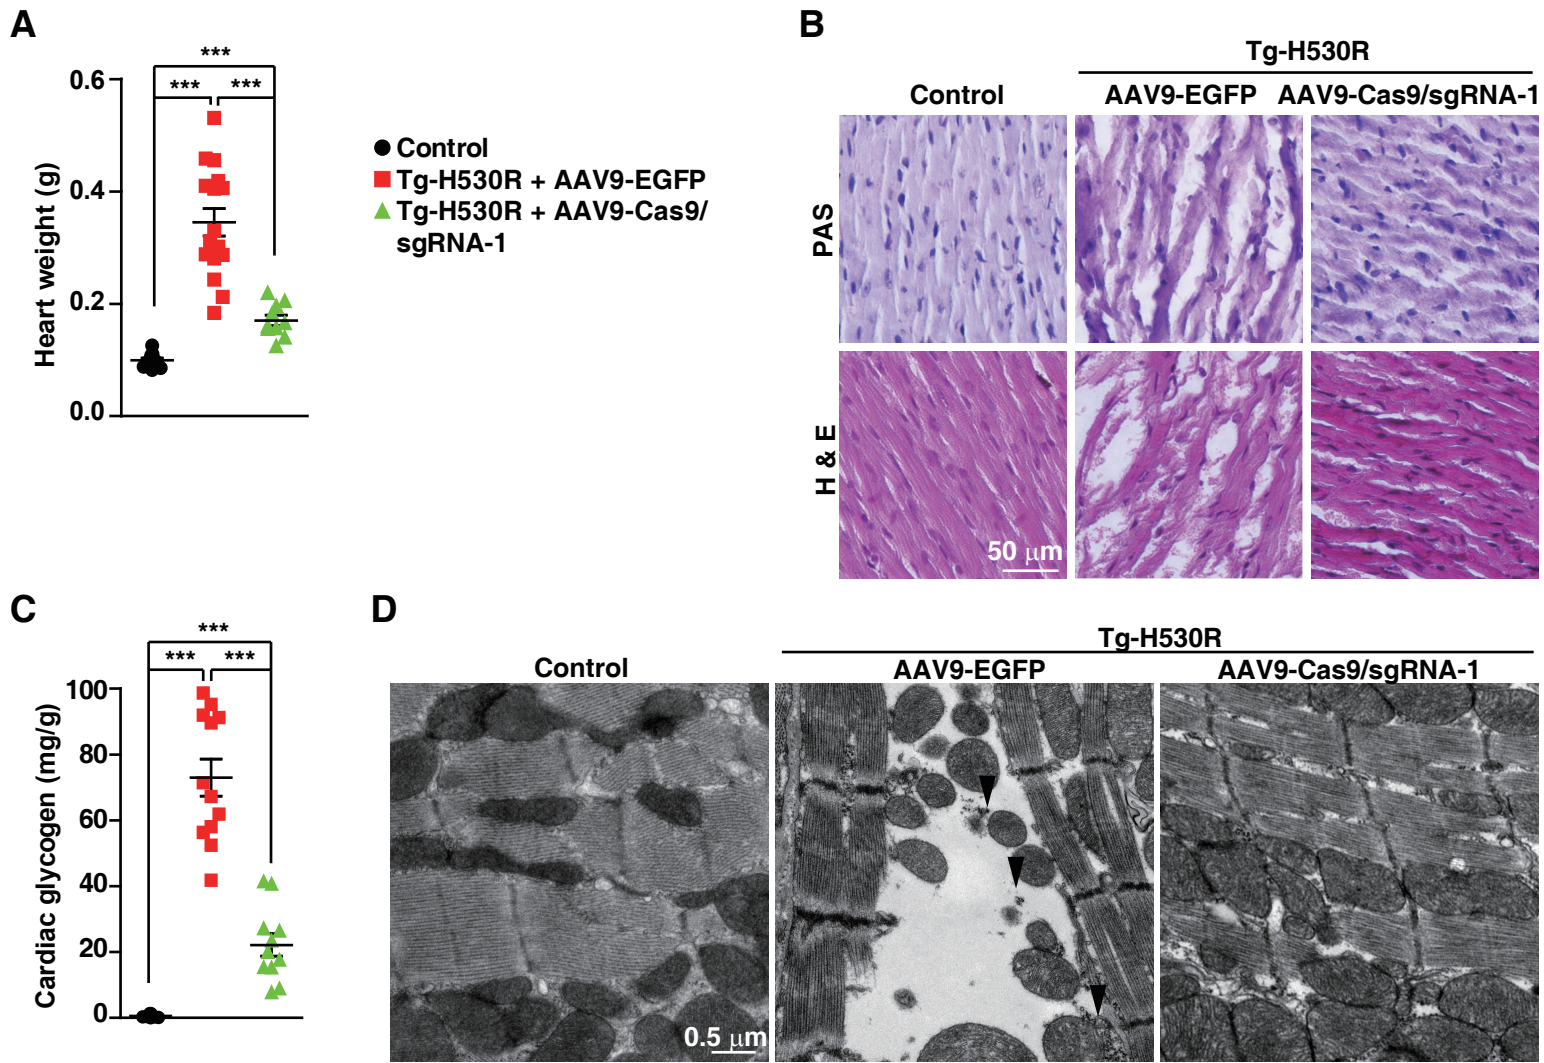 A
***
*** ***
0.6
0.4
0.2
0.0
Heart weight (g)
Control
Tg-H530R + AAV9-EGFP
Tg-H530R + AAV9-Cas9/
sgRNA-1
B
Tg-H530R
Control AAV9-EGFP AAV9-Cas9/sgRNA-1
PAS
H & E
50 μm
C
***
*** ***
100
80
60
40
20
0
Cardiac glycogen (mg/g)
D
Tg-H530R
Control AAV9-EGFP AAV9-Cas9/sgRNA-1
0.5 μm